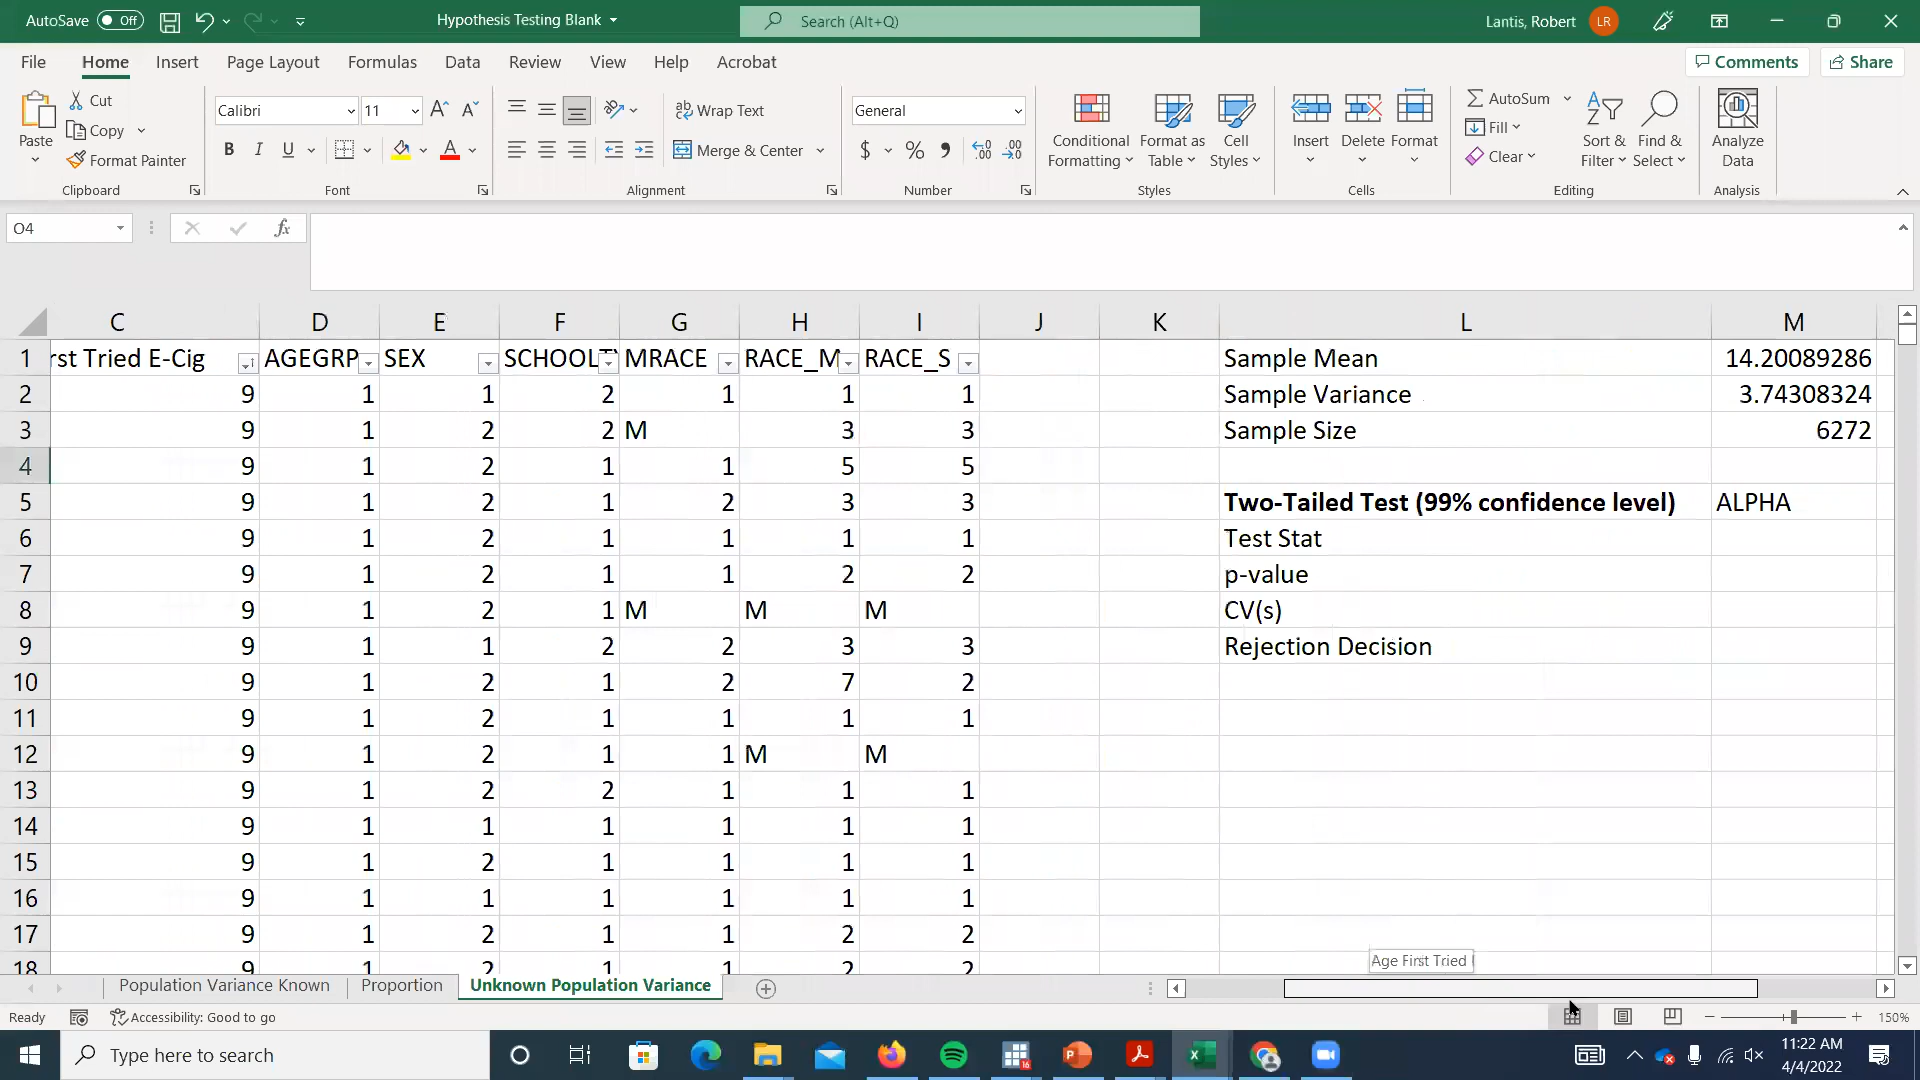 AutoSave Off Hypothesis Testing Blank Search (Alt+Q) Lantis, Robert LR
File Home Insert Page Layout Formulas Data Review View Help Acrobat Comments Share
Paste Cut Copy Format Painter Clipboard
Calibri 11 B I U A Font
Wrap Text Merge & Center Alignment
General $ % Number
Conditional Formatting Format as Table Cell Styles Styles
Insert Delete Format Cells
AutoSum Fill Clear Sort & Filter Find & Select Editing
Analyze Data Analysis
O4 fx
C D E F G H I J K L M
1 rst Tried E-Cig AGEGRP SEX SCHOOLT MRACE RACE_M RACE_S Sample Mean 14.20089286
2 9 1 1 2 1 1 1 Sample Variance 3.74308324
3 9 1 2 2 M 3 3 Sample Size 6272
4 9 1 2 1 1 5 5
5 9 1 2 1 2 3 3 Two-Tailed Test (99% confidence level) ALPHA
6 9 1 2 1 1 1 1 Test Stat
7 9 1 2 1 1 2 2 p-value
8 9 1 2 1 M M M CV(s)
9 9 1 1 2 2 3 3 Rejection Decision
10 9 1 2 1 2 7 2
11 9 1 2 1 1 1 1
12 9 1 2 1 1 M M
13 9 1 2 2 1 1 1
14 9 1 1 1 1 1 1
15 9 1 2 1 1 1 1
16 9 1 1 1 1 1 1
17 9 1 2 1 1 2 2
18 9 1 2 1 1 2 2
Age First Tried
Population Variance Known Proportion Unknown Population Variance
Ready Accessibility: Good to go 150%
Type here to search 16 11:22 AM
4/4/2022